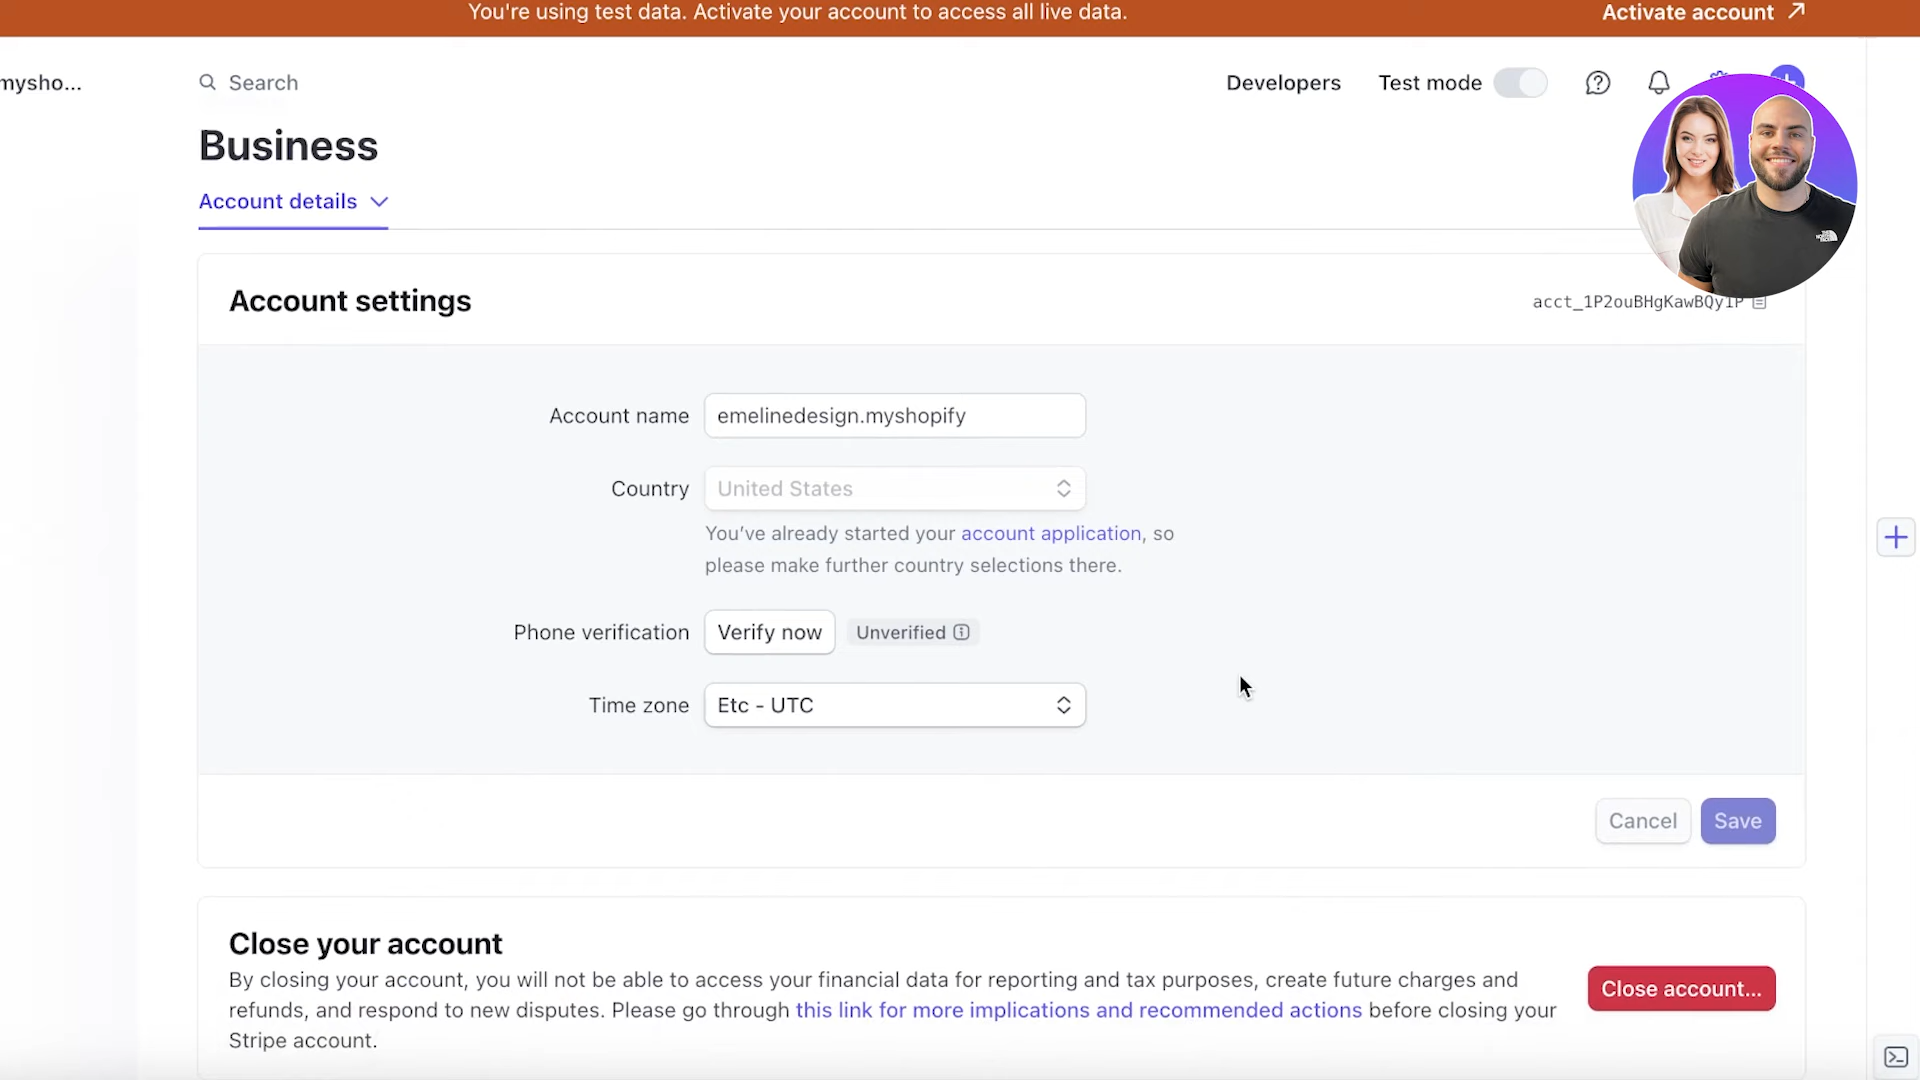 You're using test data. Activate your account to access all live data.
Activate account
mysho...
Search
Developers
Test mode
Business
Account details
THE NORTH FACE
Account settings
acct_1P2ouBHgKawBQy1P
Account name
emelinedesign.myshopify
Country
United States
You’ve already started your account application, so
please make further country selections there.
Phone verification
Verify now
Unverified
Time zone
Etc - UTC
Cancel
Save
Close your account
By closing your account, you will not be able to access your financial data for reporting and tax purposes, create future charges and
refunds, and respond to new disputes. Please go through this link for more implications and recommended actions before closing your
Stripe account.
Close account...